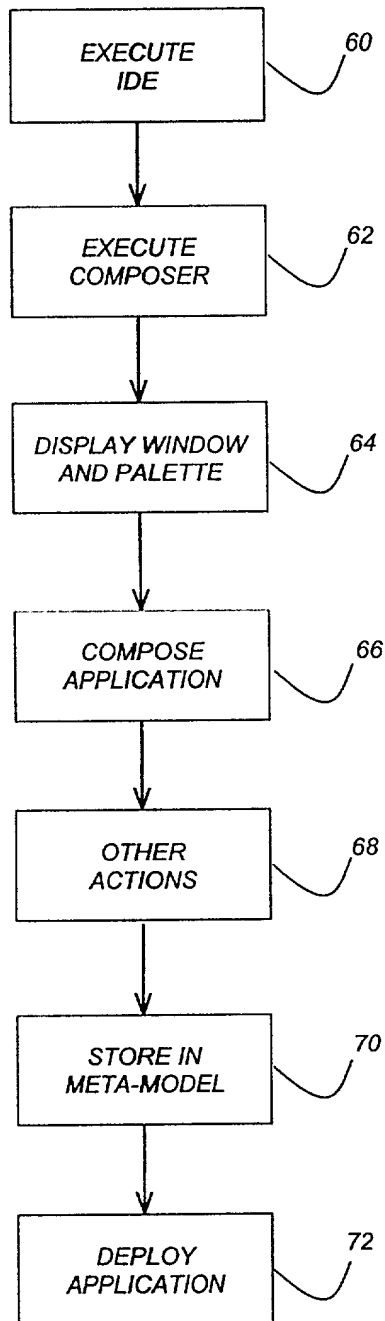 EXECUTE
IDE
60
EXECUTE
COMPOSER
62
DISPLAY WINDOW
AND PALETTE
64
COMPOSE
APPLICATION
66
OTHER
ACTIONS
68
STORE IN
META-MODEL
70
DEPLOY
APPLICATION
72